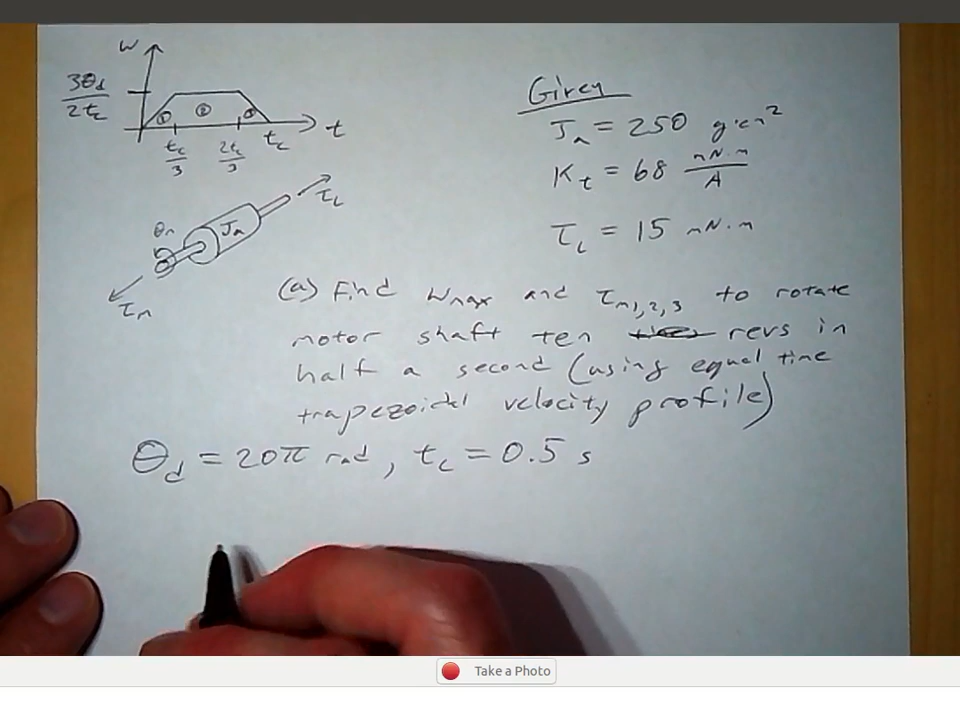 ω
3θd
2tc
① ② ③
t
tc
3
2tc
3
tc
θm
Jm
τL
τm
Given
Jm = 250 g·cm²
Kt = 68 mN·m
A
τL = 15 mN·m
(a) Find ωmax and τm1,2,3 to rotate
motor shaft ten revs in
half a second (using equal time
trapezoidal velocity profile)
θd = 20π rad, tc = 0.5 s
Take a Photo